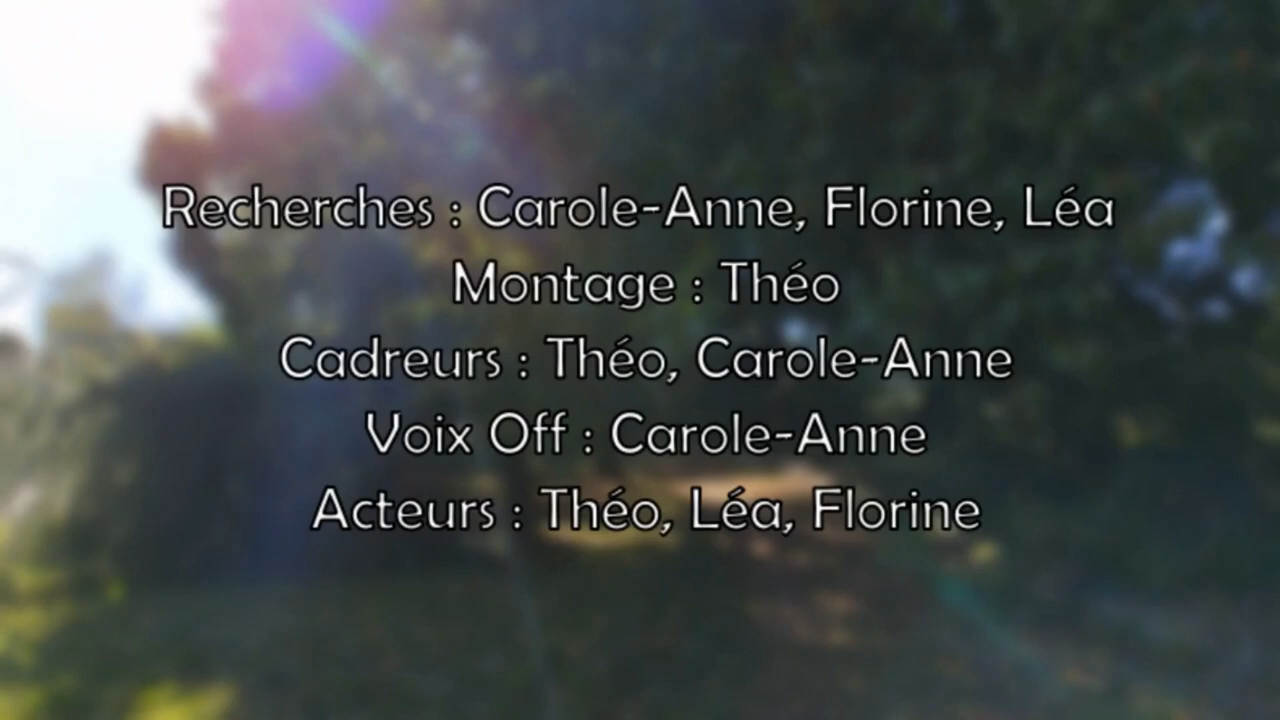 Recherches : Carole-Anne, Florine, Léa
Montage : Théo
Cadreurs : Théo, Carole-Anne
Voix Off : Carole-Anne
Acteurs : Théo, Léa, Florine